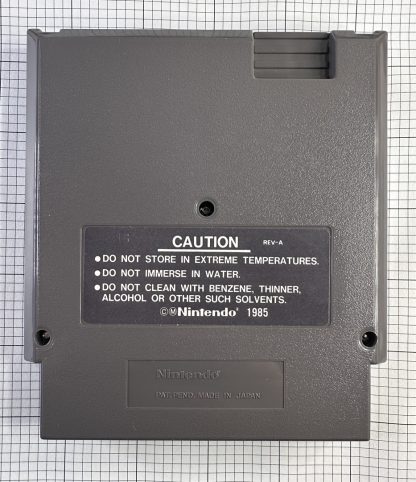 CAUTION REV-A
●DO NOT STORE IN EXTREME TEMPERATURES.
●DO NOT IMMERSE IN WATER.
●DO NOT CLEAN WITH BENZENE, THINNER,
ALCOHOL OR OTHER SUCH SOLVENTS.
©ⓂNintendo® 1985
Nintendo®
PAT. PEND. MADE IN JAPAN